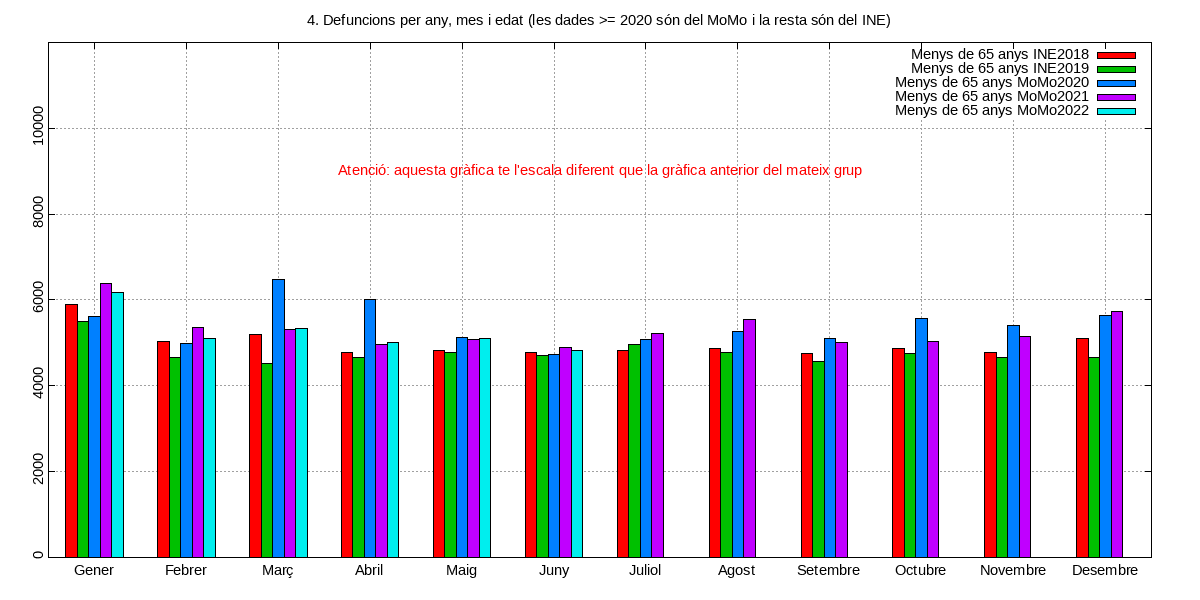 4. Defuncions per any, mes i edat (les dades >= 2020 són del MoMo i la resta són del INE)
Menys de 65 anys INE2018
Menys de 65 anys INE2019
Menys de 65 anys MoMo2020
Menys de 65 anys MoMo2021
Menys de 65 anys MoMo2022
Atenció: aquesta gràfica te l'escala diferent que la gràfica anterior del mateix grup
10000
8000
6000
4000
2000
0
Gener Febrer Març Abril Maig Juny Juliol Agost Setembre Octubre Novembre Desembre